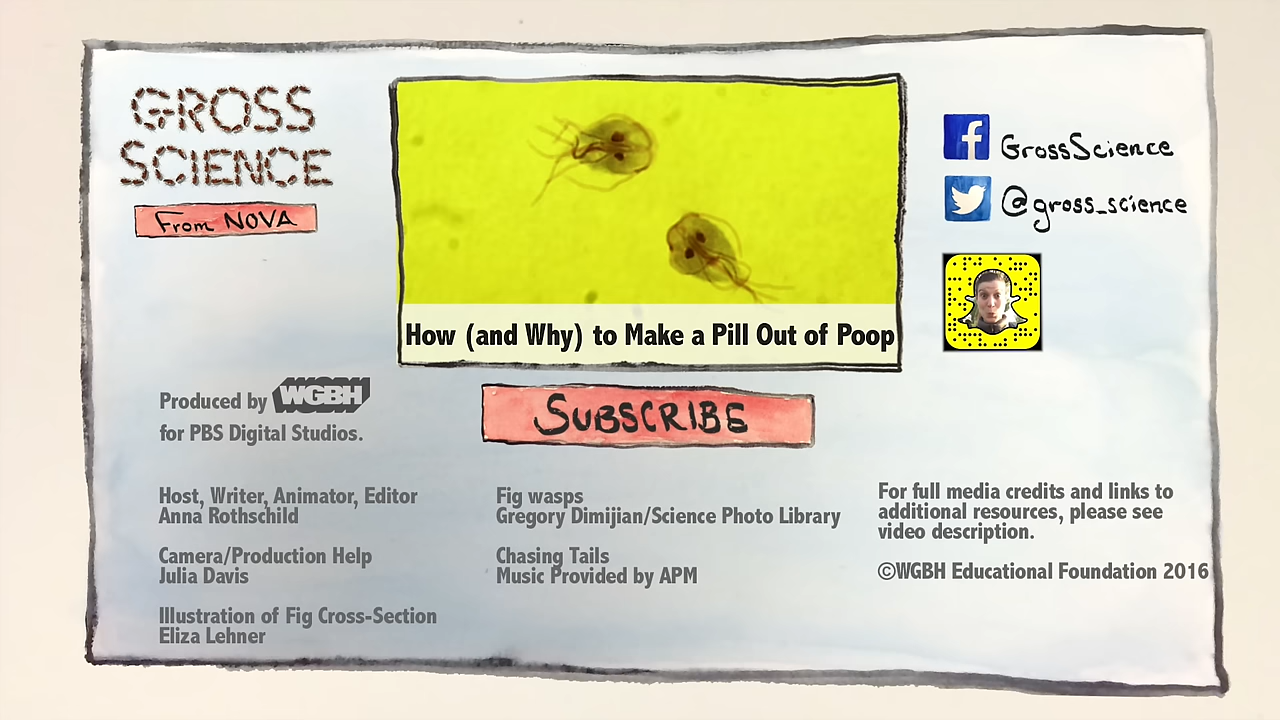 GROSS
SCIENCE
From NOVA
How (and Why) to Make a Pill Out of Poop
GrossScience
@gross_science
SUBSCRIBE
Produced by WGBH
for PBS Digital Studios.
Host, Writer, Animator, Editor
Anna Rothschild
Camera/Production Help
Julia Davis
Illustration of Fig Cross-Section
Eliza Lehner
Fig wasps
Gregory Dimijian/Science Photo Library
Chasing Tails
Music Provided by APM
For full media credits and links to
additional resources, please see
video description.
©WGBH Educational Foundation 2016